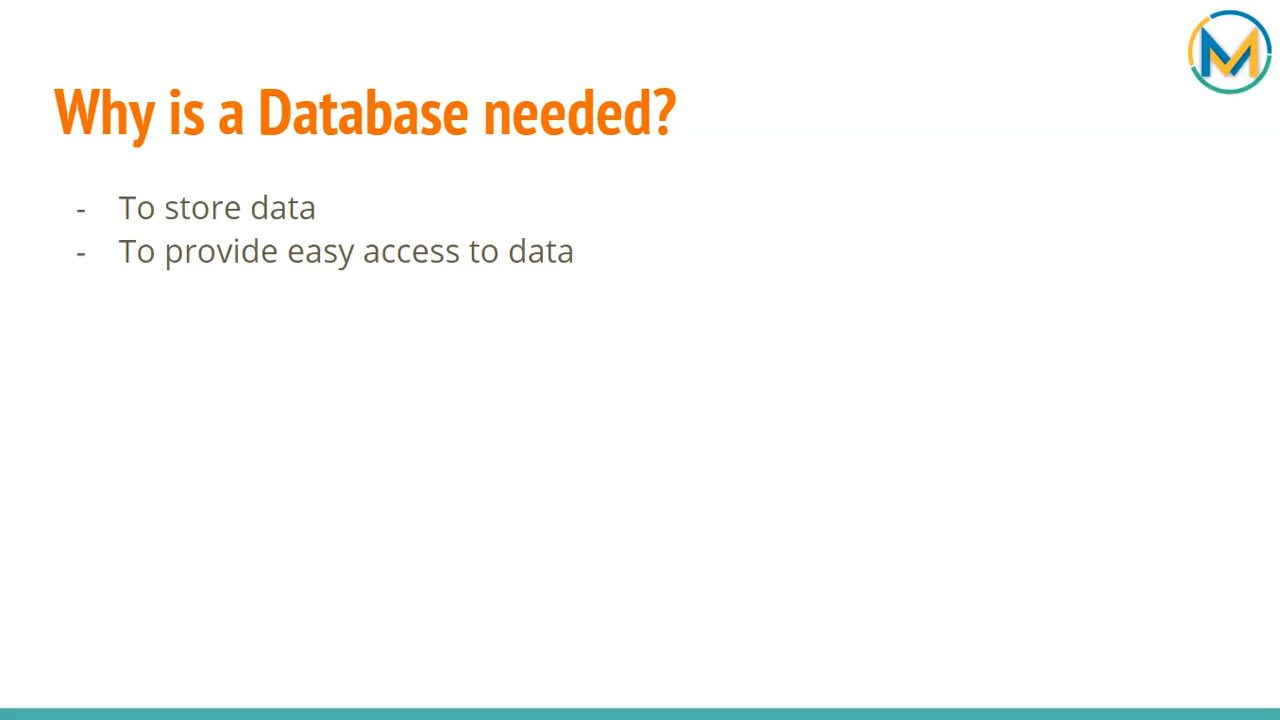 Why is a Database needed?
- To store data
- To provide easy access to data